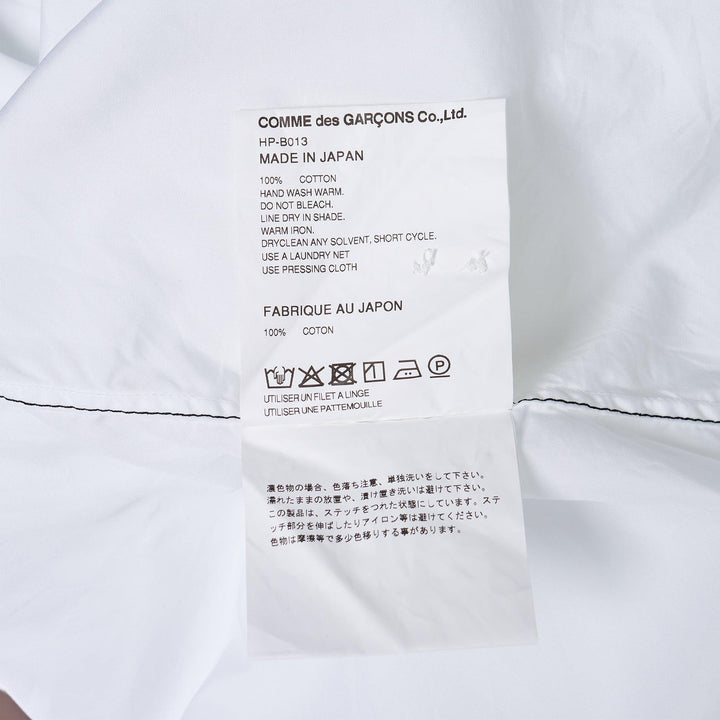 COMME des GARÇONS Co.,Ltd.
HP-B013
MADE IN JAPAN
100% COTTON
HAND WASH WARM.
DO NOT BLEACH.
LINE DRY IN SHADE.
WARM IRON.
DRYCLEAN ANY SOLVENT, SHORT CYCLE.
USE A LAUNDRY NET
USE PRESSING CLOTH
FABRIQUE AU JAPON
100% COTON
P
UTILISER UN FILET A LINGE
UTILISER UNE PATTEMOUILLE
濃色物の場合、色落ち注意、単独洗いをして下さい。
濡れたままの放置や、漬け置き洗いは避けて下さい。
この製品は、ステッチをつれた状態にしています。ステ
ッチ部分を伸ばしたりアイロン等は避けてください。
色物は摩擦等で多少色移りする事があります。